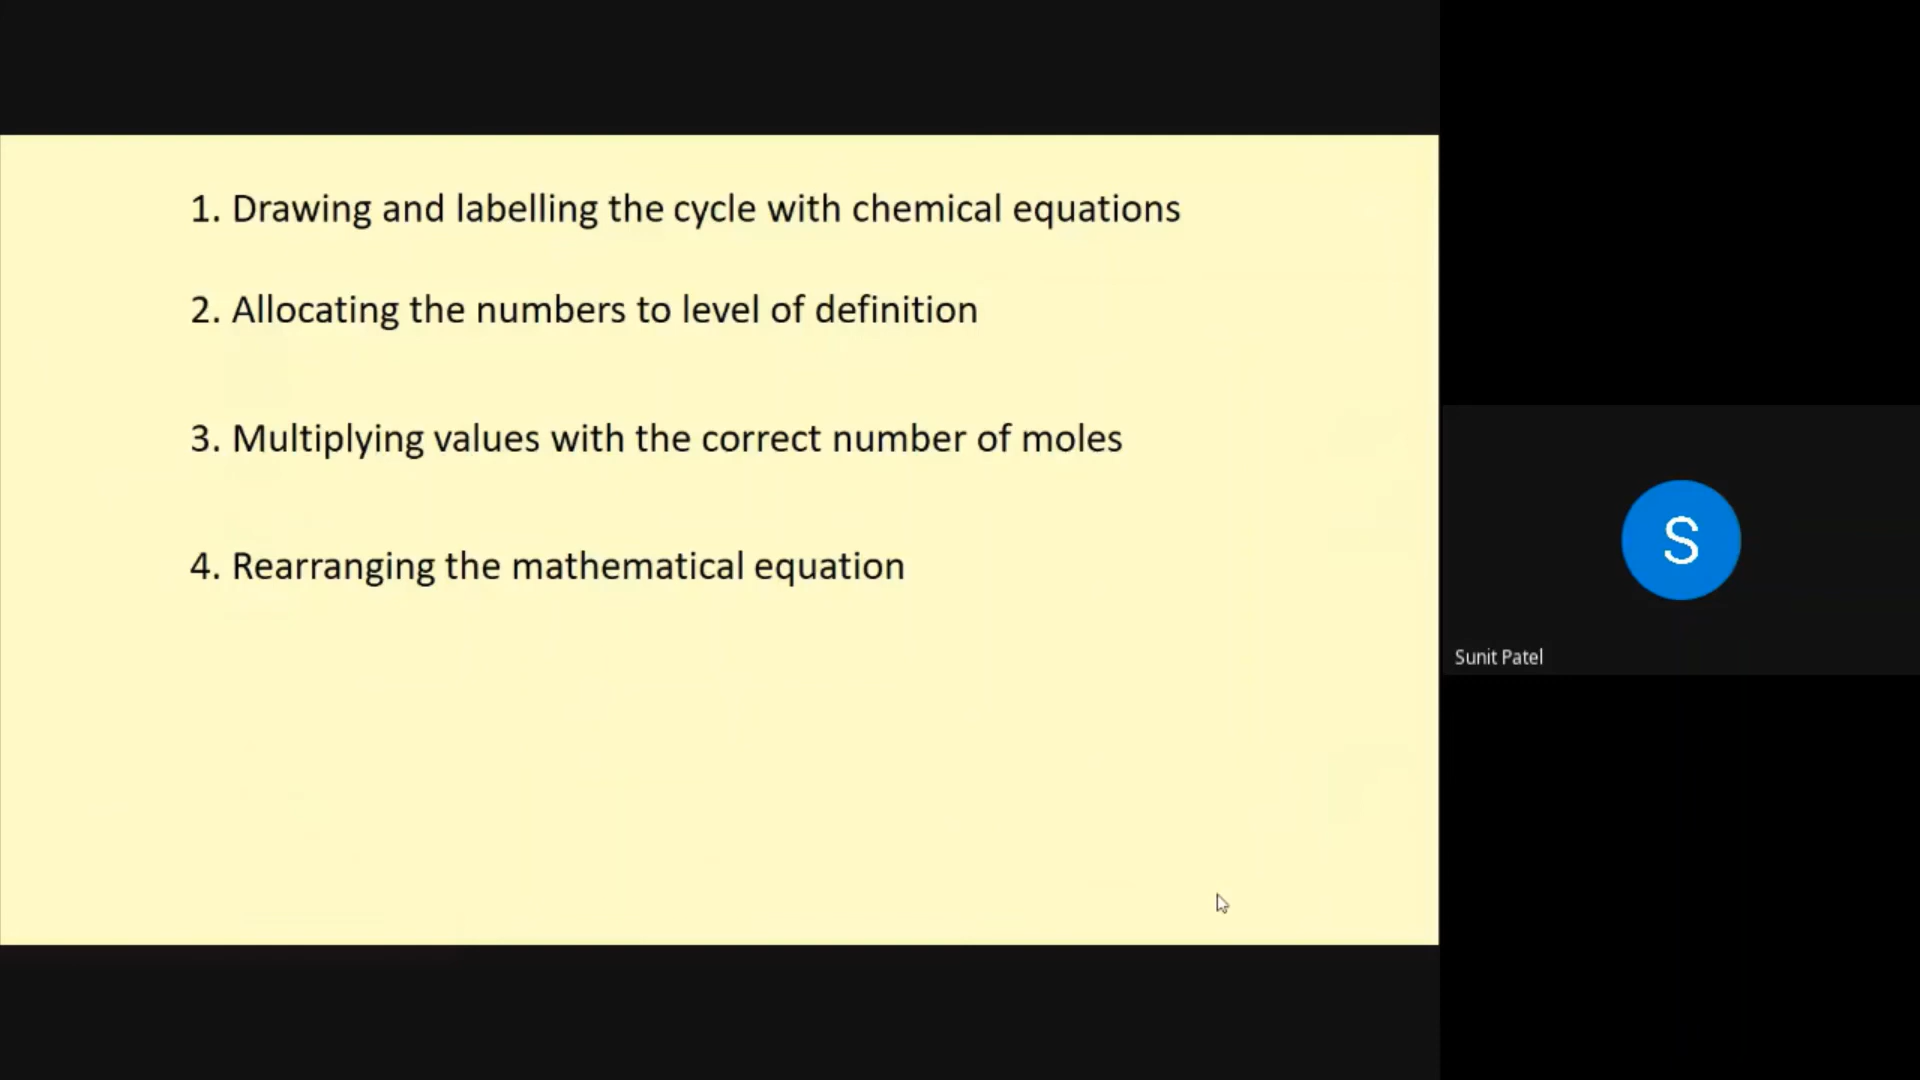 1. Drawing and labelling the cycle with chemical equations
2. Allocating the numbers to level of definition
3. Multiplying values with the correct number of moles
4. Rearranging the mathematical equation
S
Sunit Patel